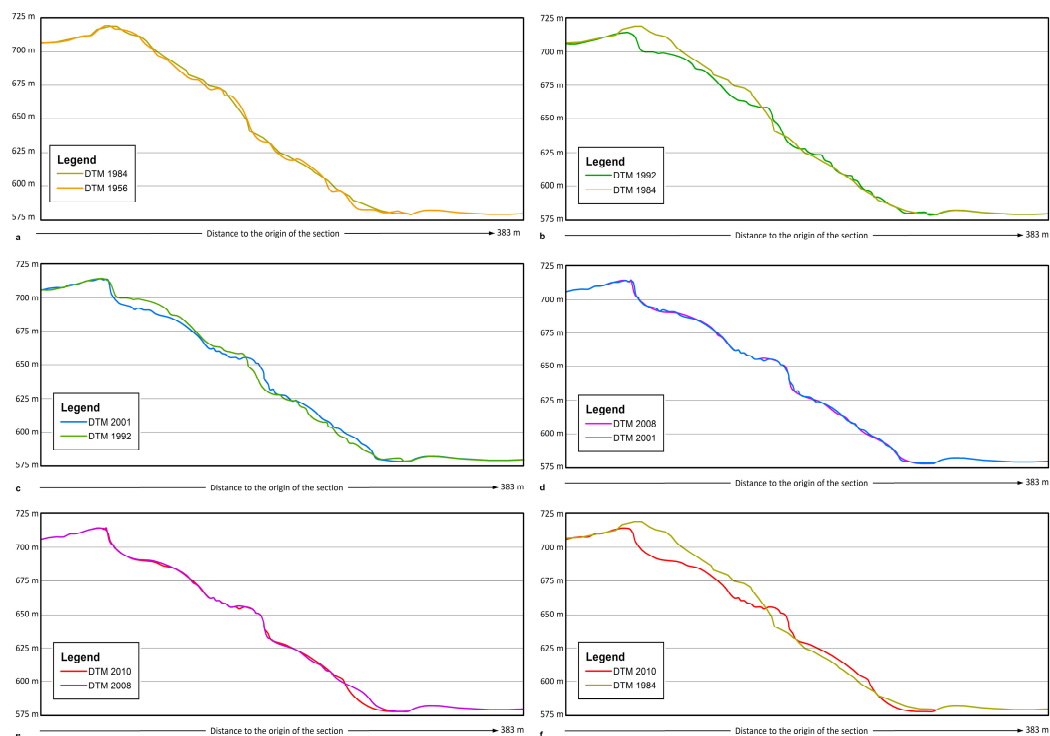 725 m
700 m
675 m
650 m
625 m
600 m
575 m
Legend
DTM 1984
DTM 1956
a
Distance to the origin of the section
383 m
725 m
700 m
675 m
650 m
625 m
600 m
575 m
Legend
DTM 1992
DTM 1984
b
Distance to the origin of the section
383 m
725 m
700 m
675 m
650 m
625 m
600 m
575 m
Legend
DTM 2001
DTM 1992
c
Distance to the origin of the section
383 m
725 m
700 m
675 m
650 m
625 m
600 m
575 m
Legend
DTM 2008
DTM 2001
d
Distance to the origin of the section
383 m
725 m
700 m
675 m
650 m
625 m
600 m
575 m
Legend
DTM 2010
DTM 2008
Distance to the origin of the section
383 m
725 m
700 m
675 m
650 m
625 m
600 m
575 m
Legend
DTM 2010
DTM 1984
f
Distance to the origin of the section
383 m